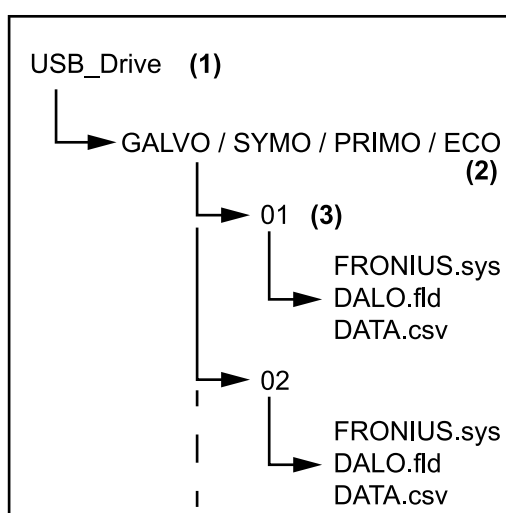 USB_Drive (1)
GALVO / SYMO / PRIMO / ECO
(2)
01 (3)
FRONIUS.sys
DALO.fld
DATA.csv
02
FRONIUS.sys
DALO.fld
DATA.csv